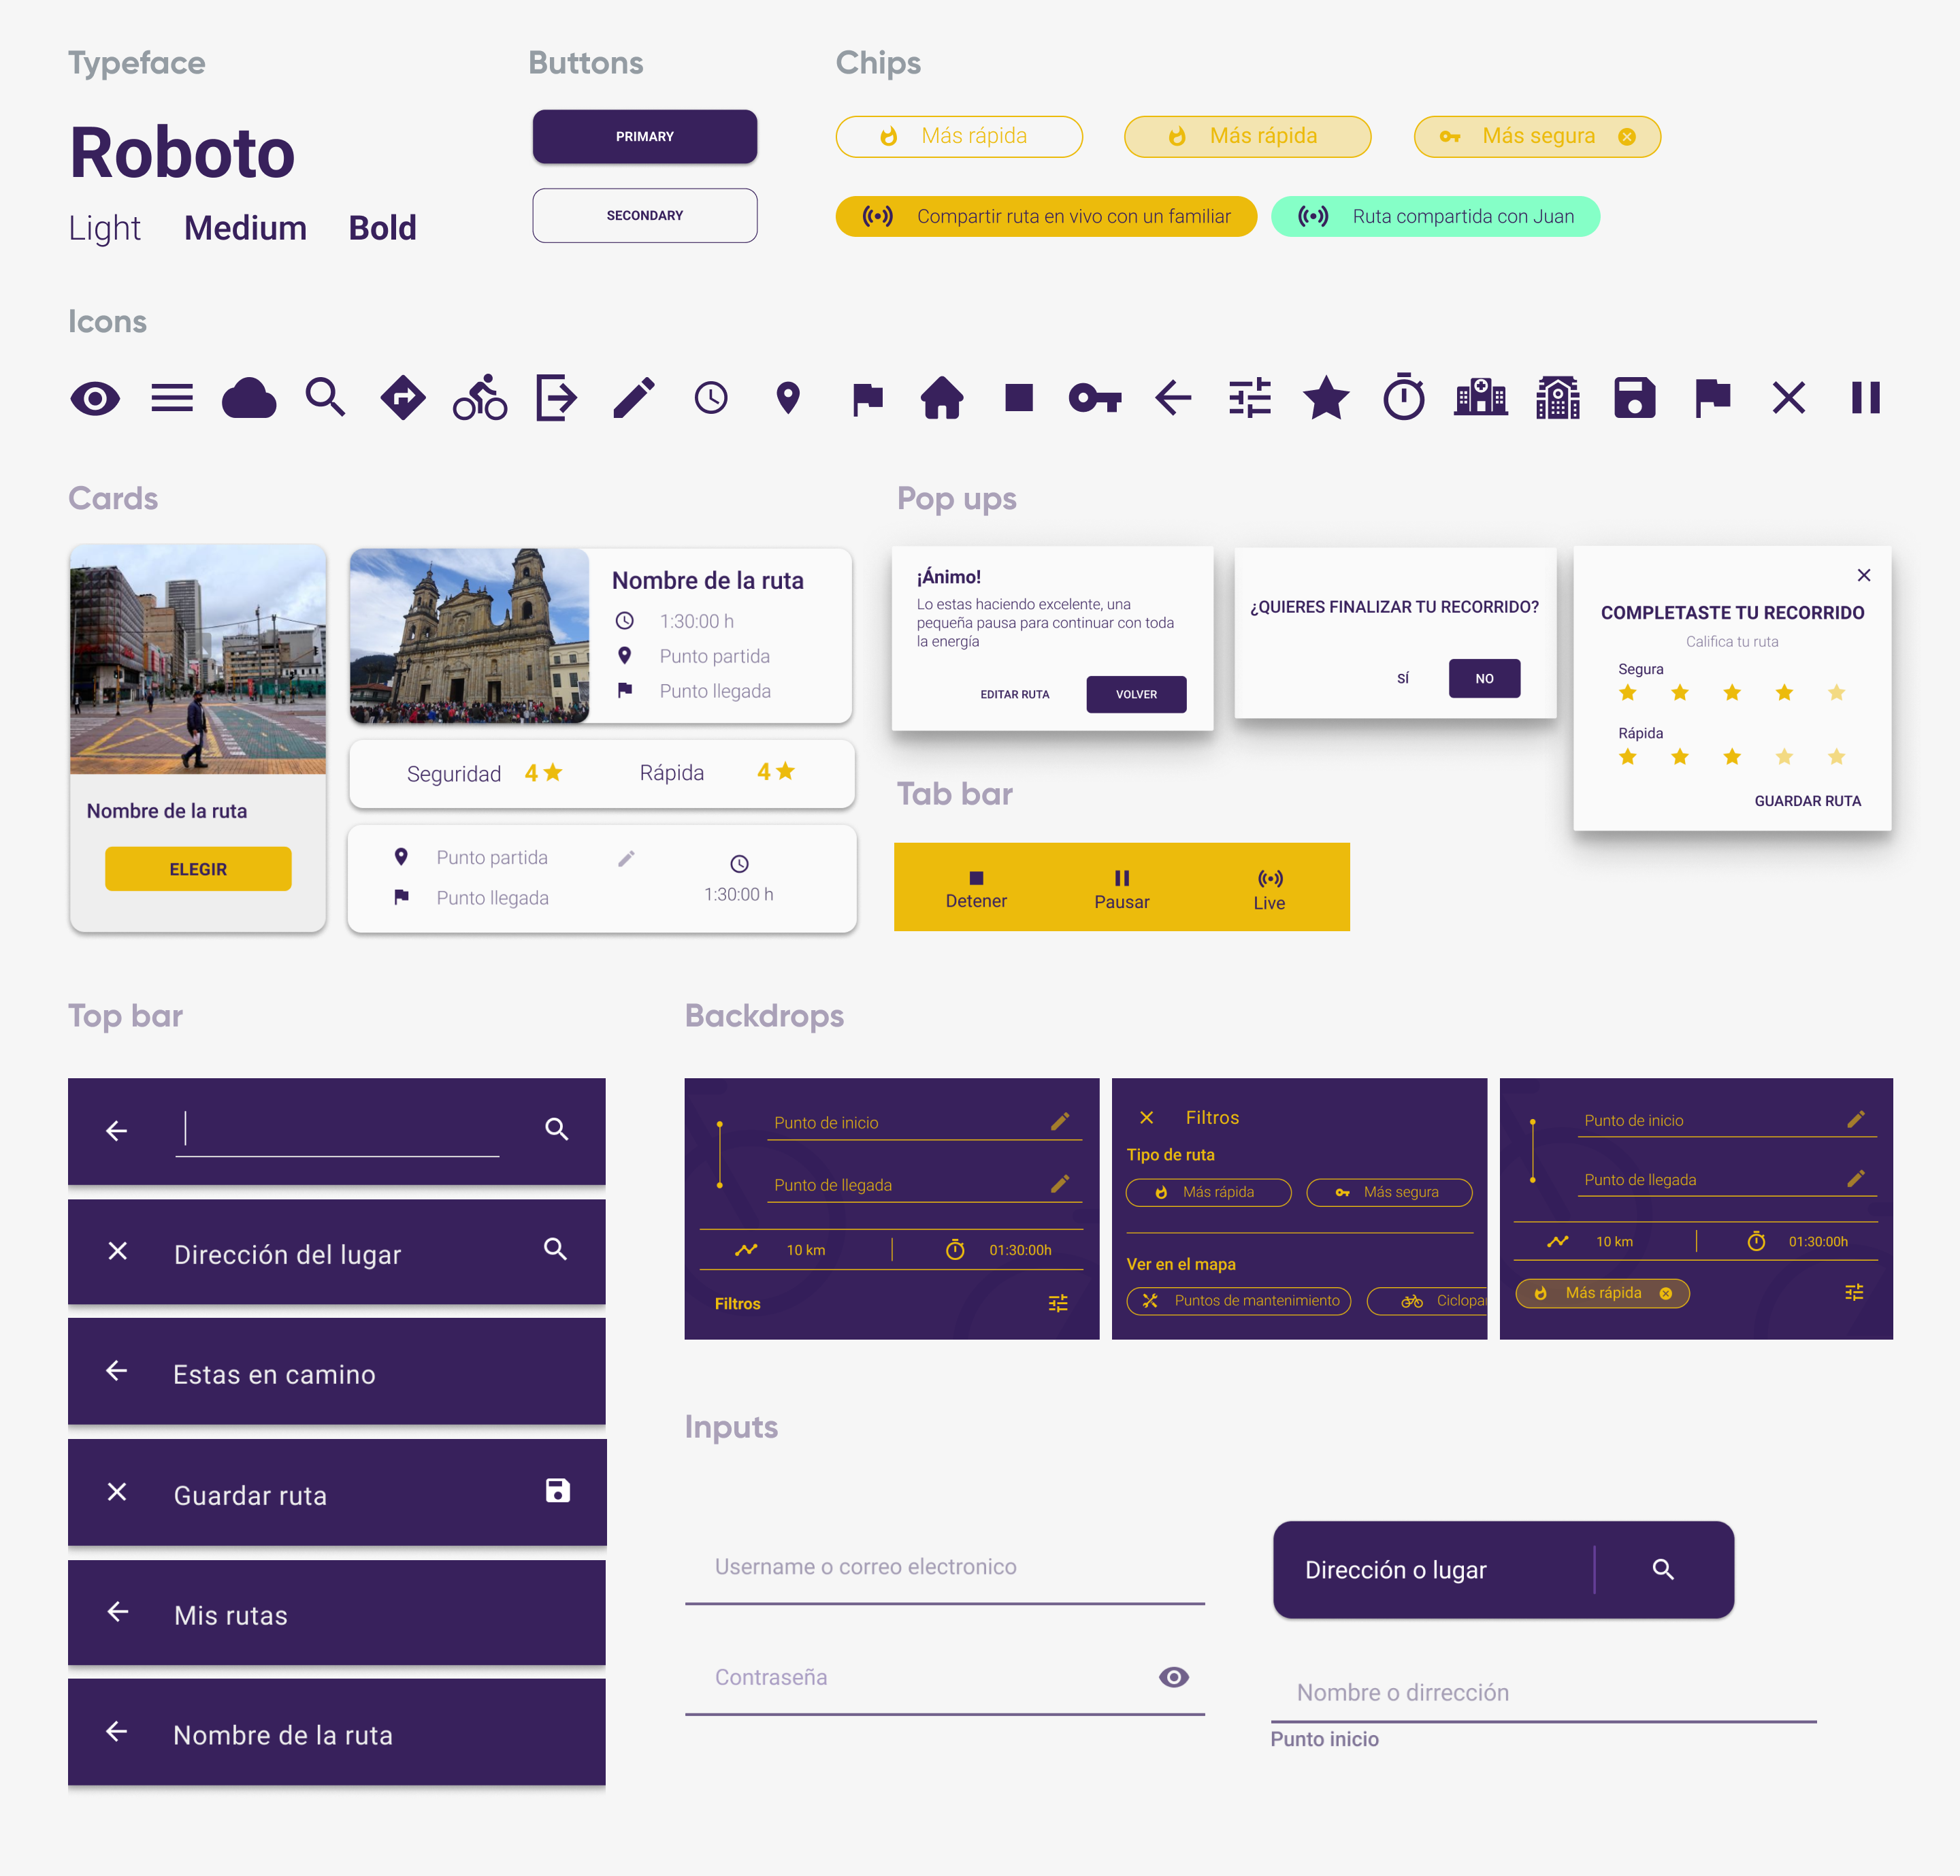 Typeface
Buttons
Chips
Roboto
Light Medium Bold
PRIMARY
SECONDARY
Más rápida
Más rápida
Más segura
Compartir ruta en vivo con un familiar
Ruta compartida con Juan
Icons
Cards
Nombre de la ruta
ELEGIR
Nombre de la ruta
1:30:00 h
Punto partida
Punto llegada
Seguridad 4
Rápida 4
Punto partida
Punto llegada
1:30:00 h
Pop ups
¡Ánimo!
Lo estas haciendo excelente, una
pequeña pausa para continuar con toda
la energía
EDITAR RUTA
VOLVER
¿QUIERES FINALIZAR TU RECORRIDO?
SÍ
NO
COMPLETASTE TU RECORRIDO
Califica tu ruta
Segura
Rápida
GUARDAR RUTA
Tab bar
Detener
Pausar
Live
Top bar
Dirección del lugar
Estas en camino
Guardar ruta
Mis rutas
Nombre de la ruta
Backdrops
Punto de inicio
Punto de llegada
10 km
01:30:00h
Filtros
Filtros
Tipo de ruta
Más rápida
Más segura
Ver en el mapa
Puntos de mantenimiento
Ciclopa
Punto de inicio
Punto de llegada
10 km
01:30:00h
Más rápida
Inputs
Username o correo electronico
Contraseña
Dirección o lugar
Nombre o dirrección
Punto inicio